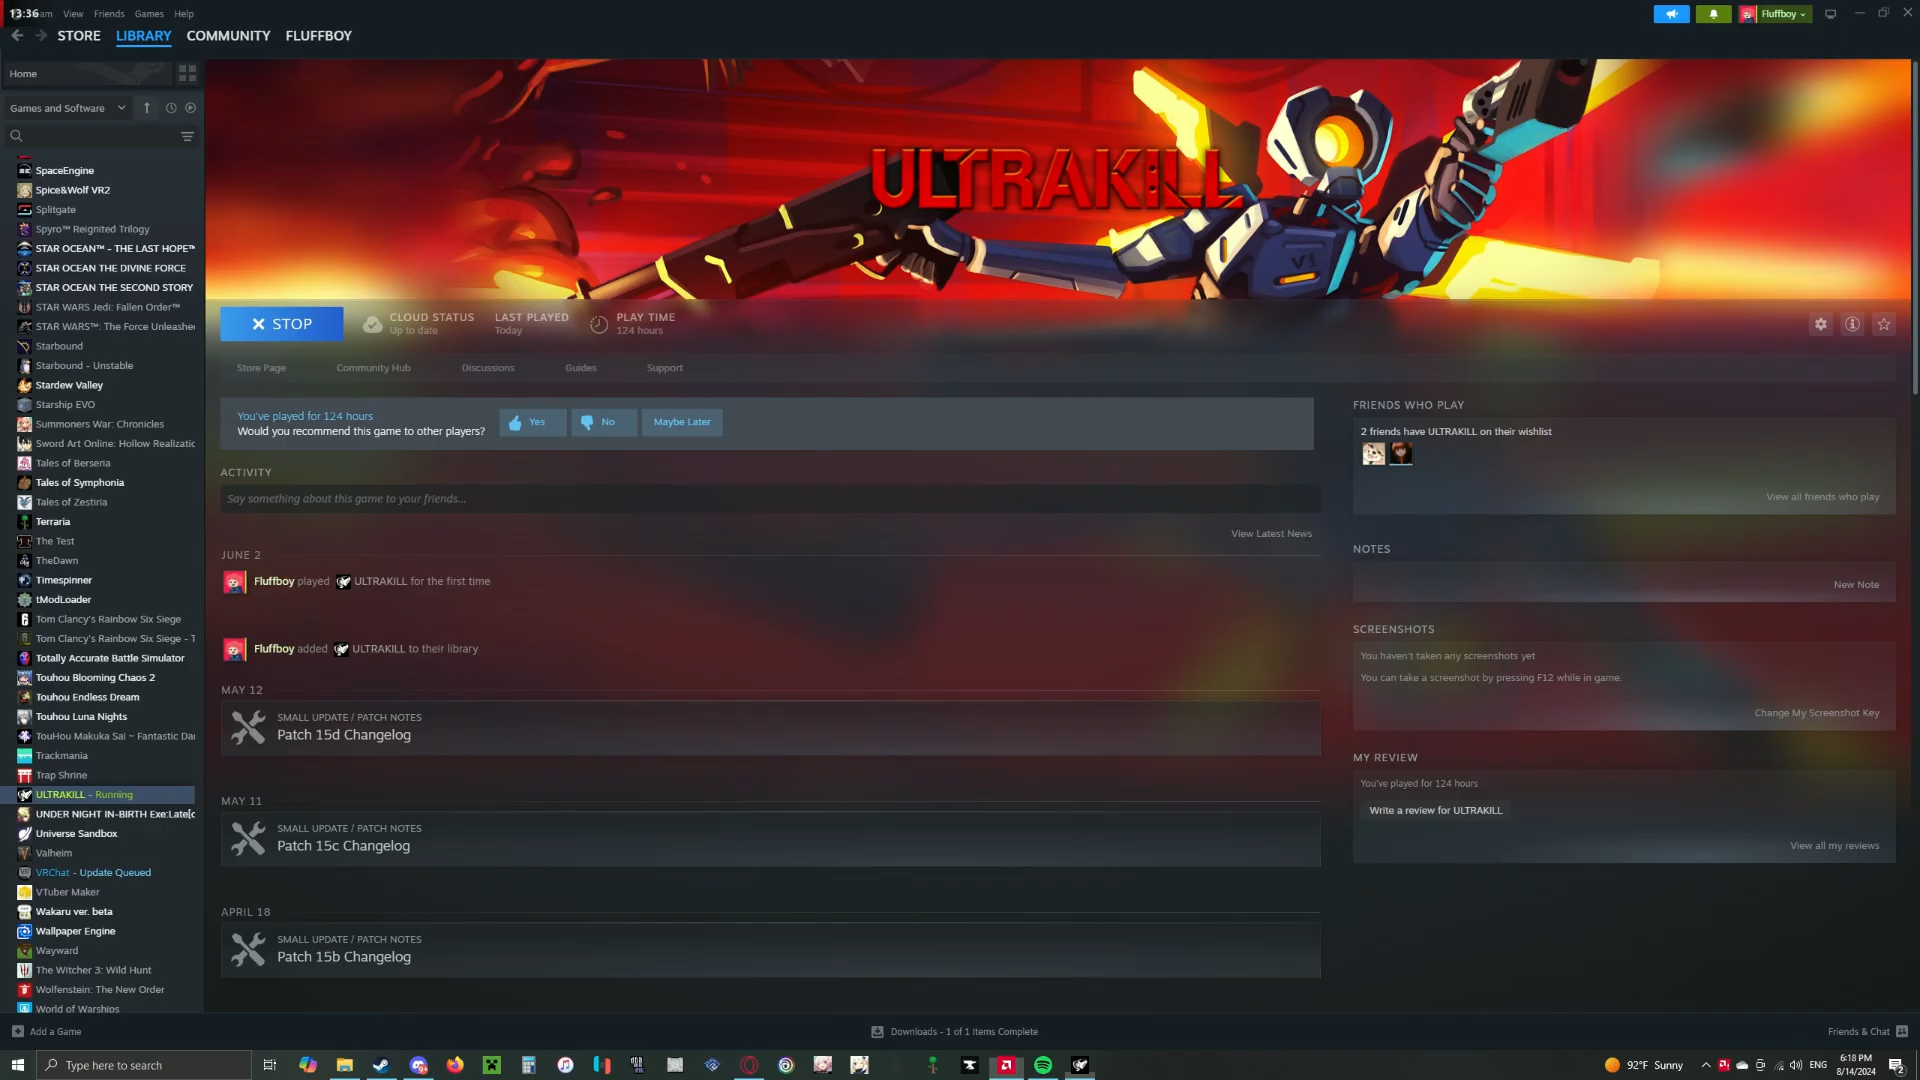 13:36
View
Friends
Games
Help
Fluffboy
STORE
LIBRARY
COMMUNITY
FLUFFBOY
Home
Games and Software
SpaceEngine
Spice&Wolf VR2
Splitgate
Spyro™ Reignited Trilogy
STAR OCEAN™ - THE LAST HOPE™
STAR OCEAN THE DIVINE FORCE
STAR OCEAN THE SECOND STORY
STAR WARS Jedi: Fallen Order™
STAR WARS™: The Force Unleashe
Starbound
Starbound - Unstable
Stardew Valley
Starship EVO
Summoners War: Chronicles
Sword Art Online: Hollow Realizatic
Tales of Berseria
Tales of Symphonia
Tales of Zestiria
Terraria
The Test
TheDawn
Timespinner
tModLoader
Tom Clancy's Rainbow Six Siege
Tom Clancy's Rainbow Six Siege - T
Totally Accurate Battle Simulator
Touhou Blooming Chaos 2
Touhou Endless Dream
Touhou Luna Nights
TouHou Makuka Sai ~ Fantastic Dan
Trackmania
Trap Shrine
ULTRAKILL - Running
UNDER NIGHT IN-BIRTH Exe:Late[c
Universe Sandbox
Valheim
VRChat - Update Queued
VTuber Maker
Wakaru ver. beta
Wallpaper Engine
Wayward
The Witcher 3: Wild Hunt
Wolfenstein: The New Order
World of Warships
ULTRAKILL
V1
STOP
CLOUD STATUS
Up to date
LAST PLAYED
Today
PLAY TIME
124 hours
Store Page
Community Hub
Discussions
Guides
Support
You've played for 124 hours
Would you recommend this game to other players?
Yes
No
Maybe Later
ACTIVITY
Say something about this game to your friends...
View Latest News
JUNE 2
Fluffboy played ULTRAKILL for the first time
Fluffboy added ULTRAKILL to their library
MAY 12
SMALL UPDATE / PATCH NOTES
Patch 15d Changelog
MAY 11
SMALL UPDATE / PATCH NOTES
Patch 15c Changelog
APRIL 18
SMALL UPDATE / PATCH NOTES
Patch 15b Changelog
FRIENDS WHO PLAY
2 friends have ULTRAKILL on their wishlist
View all friends who play
NOTES
New Note
SCREENSHOTS
You haven't taken any screenshots yet
You can take a screenshot by pressing F12 while in game.
Change My Screenshot Key
MY REVIEW
You've played for 124 hours
Write a review for ULTRAKILL
View all my reviews
Add a Game
Downloads - 1 of 1 Items Complete
Friends & Chat
Type here to search
92°F Sunny
ENG
6:18 PM
8/14/2024
2